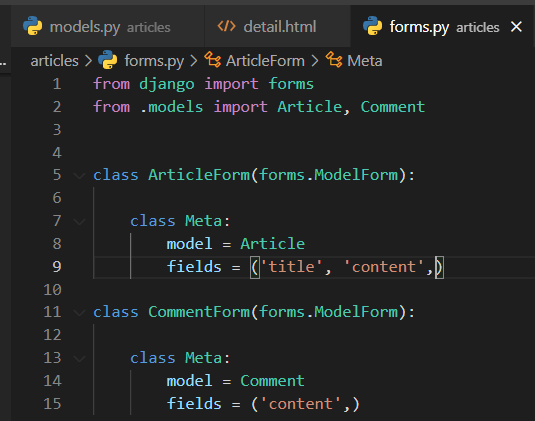 models.py articles detail.html forms.py articles ×
... articles > forms.py > ArticleForm > Meta
1 from django import forms
2 from .models import Article, Comment
3
4
5 class ArticleForm(forms.ModelForm):
6
7 class Meta:
8 model = Article
9 fields = ('title', 'content',)
10
11 class CommentForm(forms.ModelForm):
12
13 class Meta:
14 model = Comment
15 fields = ('content',)